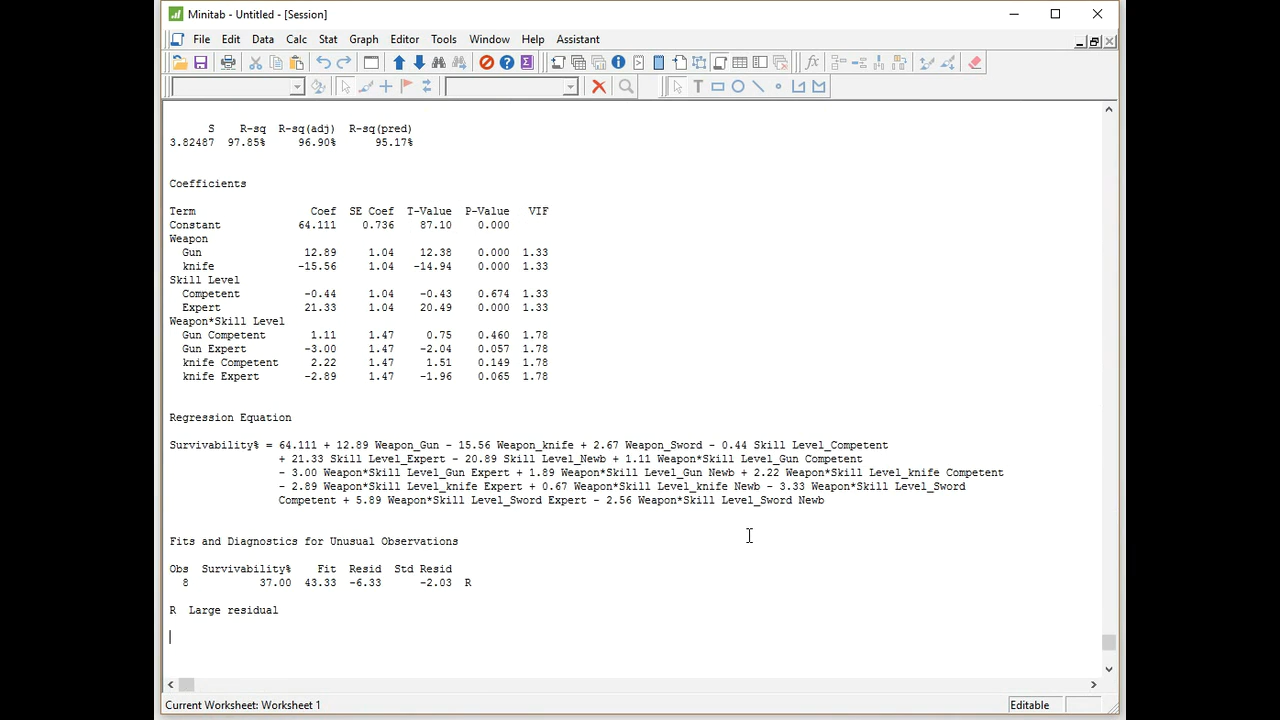 Minitab - Untitled - [Session]
File Edit Data Calc Stat Graph Editor Tools Window Help Assistant
S R-sq R-sq(adj) R-sq(pred)
3.82487 97.85% 96.90% 95.17%
Coefficients
Term Coef SE Coef T-Value P-Value VIF
Constant 64.111 0.736 87.10 0.000
Weapon
Gun 12.89 1.04 12.38 0.000 1.33
knife -15.56 1.04 -14.94 0.000 1.33
Skill Level
Competent -0.44 1.04 -0.43 0.674 1.33
Expert 21.33 1.04 20.49 0.000 1.33
Weapon*Skill Level
Gun Competent 1.11 1.47 0.75 0.460 1.78
Gun Expert -3.00 1.47 -2.04 0.057 1.78
knife Competent 2.22 1.47 1.51 0.149 1.78
knife Expert -2.89 1.47 -1.96 0.065 1.78
Regression Equation
Survivability% = 64.111 + 12.89 Weapon_Gun - 15.56 Weapon_knife + 2.67 Weapon_Sword - 0.44 Skill Level_Competent
+ 21.33 Skill Level_Expert - 20.89 Skill Level_Newb + 1.11 Weapon*Skill Level_Gun Competent
- 3.00 Weapon*Skill Level_Gun Expert + 1.89 Weapon*Skill Level_Gun Newb + 2.22 Weapon*Skill Level_knife Competent
- 2.89 Weapon*Skill Level_knife Expert + 0.67 Weapon*Skill Level_knife Newb - 3.33 Weapon*Skill Level_Sword
Competent + 5.89 Weapon*Skill Level_Sword Expert - 2.56 Weapon*Skill Level_Sword Newb
Fits and Diagnostics for Unusual Observations
Obs Survivability% Fit Resid Std Resid
8 37.00 43.33 -6.33 -2.03 R
R Large residual
Current Worksheet: Worksheet 1 Editable